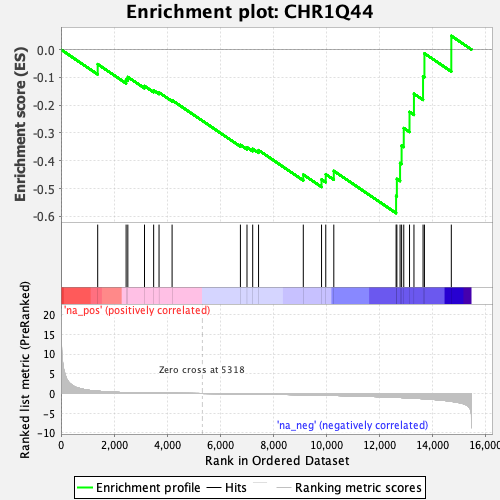 Enrichment plot: CHR1Q44
Enrichment score (ES)
0.0
-0.1
-0.2
-0.3
-0.4
-0.5
-0.6
'na_pos' (positively correlated)
Ranked list metric (PreRanked)
20
15
10
5
0
-5
-10
Zero cross at 5318
'na_neg' (negatively correlated)
0 2,000 4,000 6,000 8,000 10,000 12,000 14,000 16,000
Rank in Ordered Dataset
Enrichment profile Hits Ranking metric scores